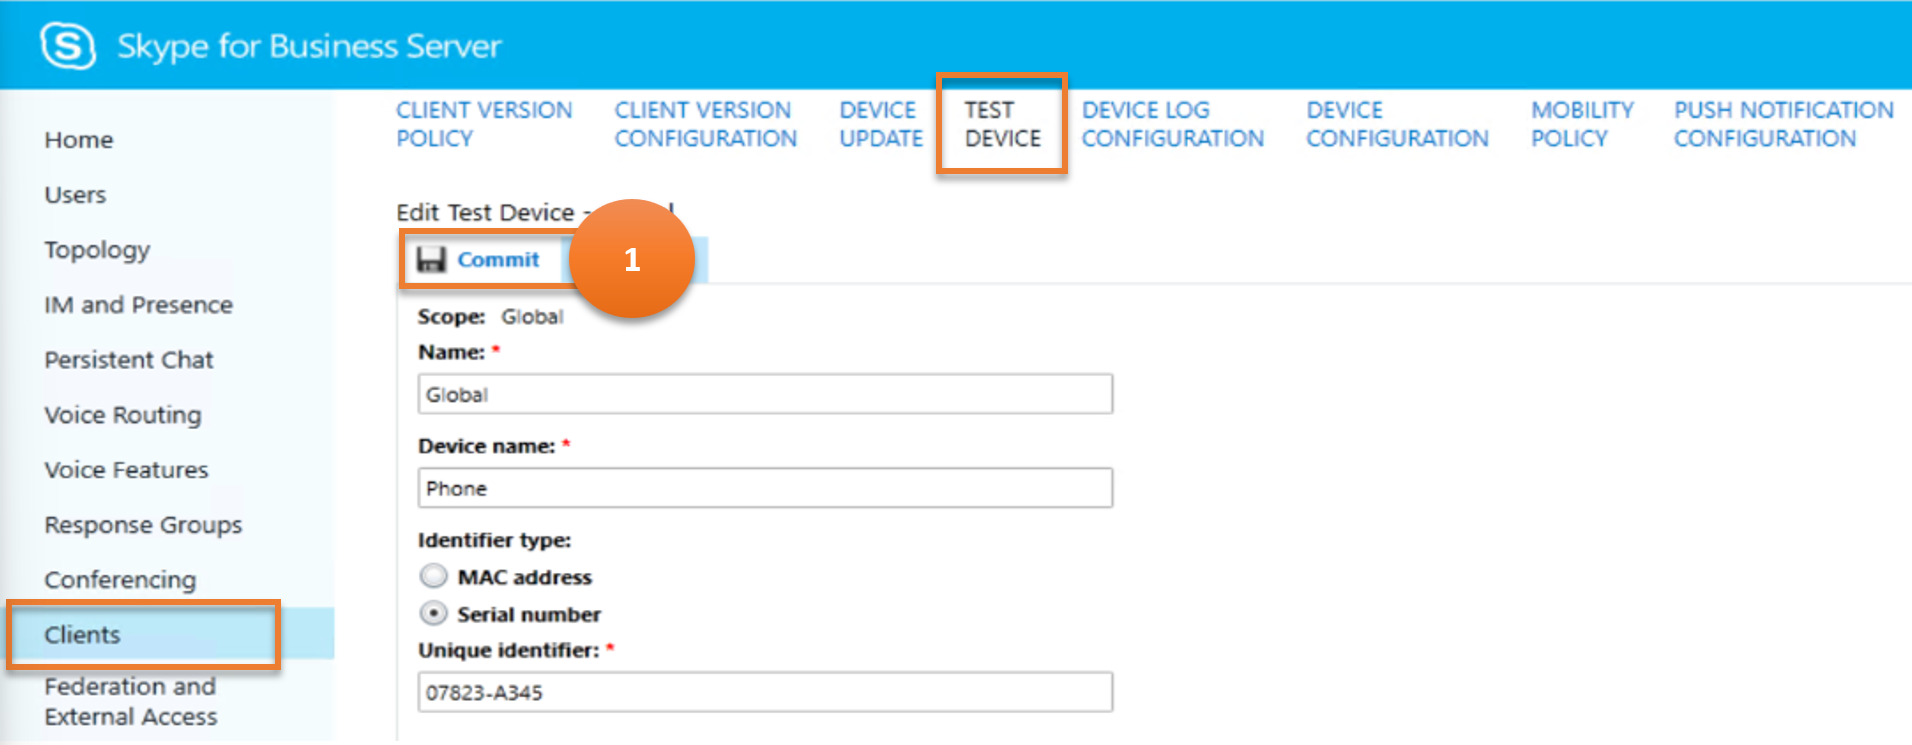 Skype for Business Server
CLIENT VERSION POLICY
CLIENT VERSION CONFIGURATION
DEVICE UPDATE
TEST DEVICE
DEVICE LOG CONFIGURATION
DEVICE CONFIGURATION
MOBILITY POLICY
PUSH NOTIFICATION CONFIGURATION
Home
Users
Topology
IM and Presence
Persistent Chat
Voice Routing
Voice Features
Response Groups
Conferencing
Clients
Federation and
External Access
Edit Test Device -
Commit
1
Scope: Global
Name: *
Global
Device name: *
Phone
Identifier type:
MAC address
Serial number
Unique identifier: *
07823-A345